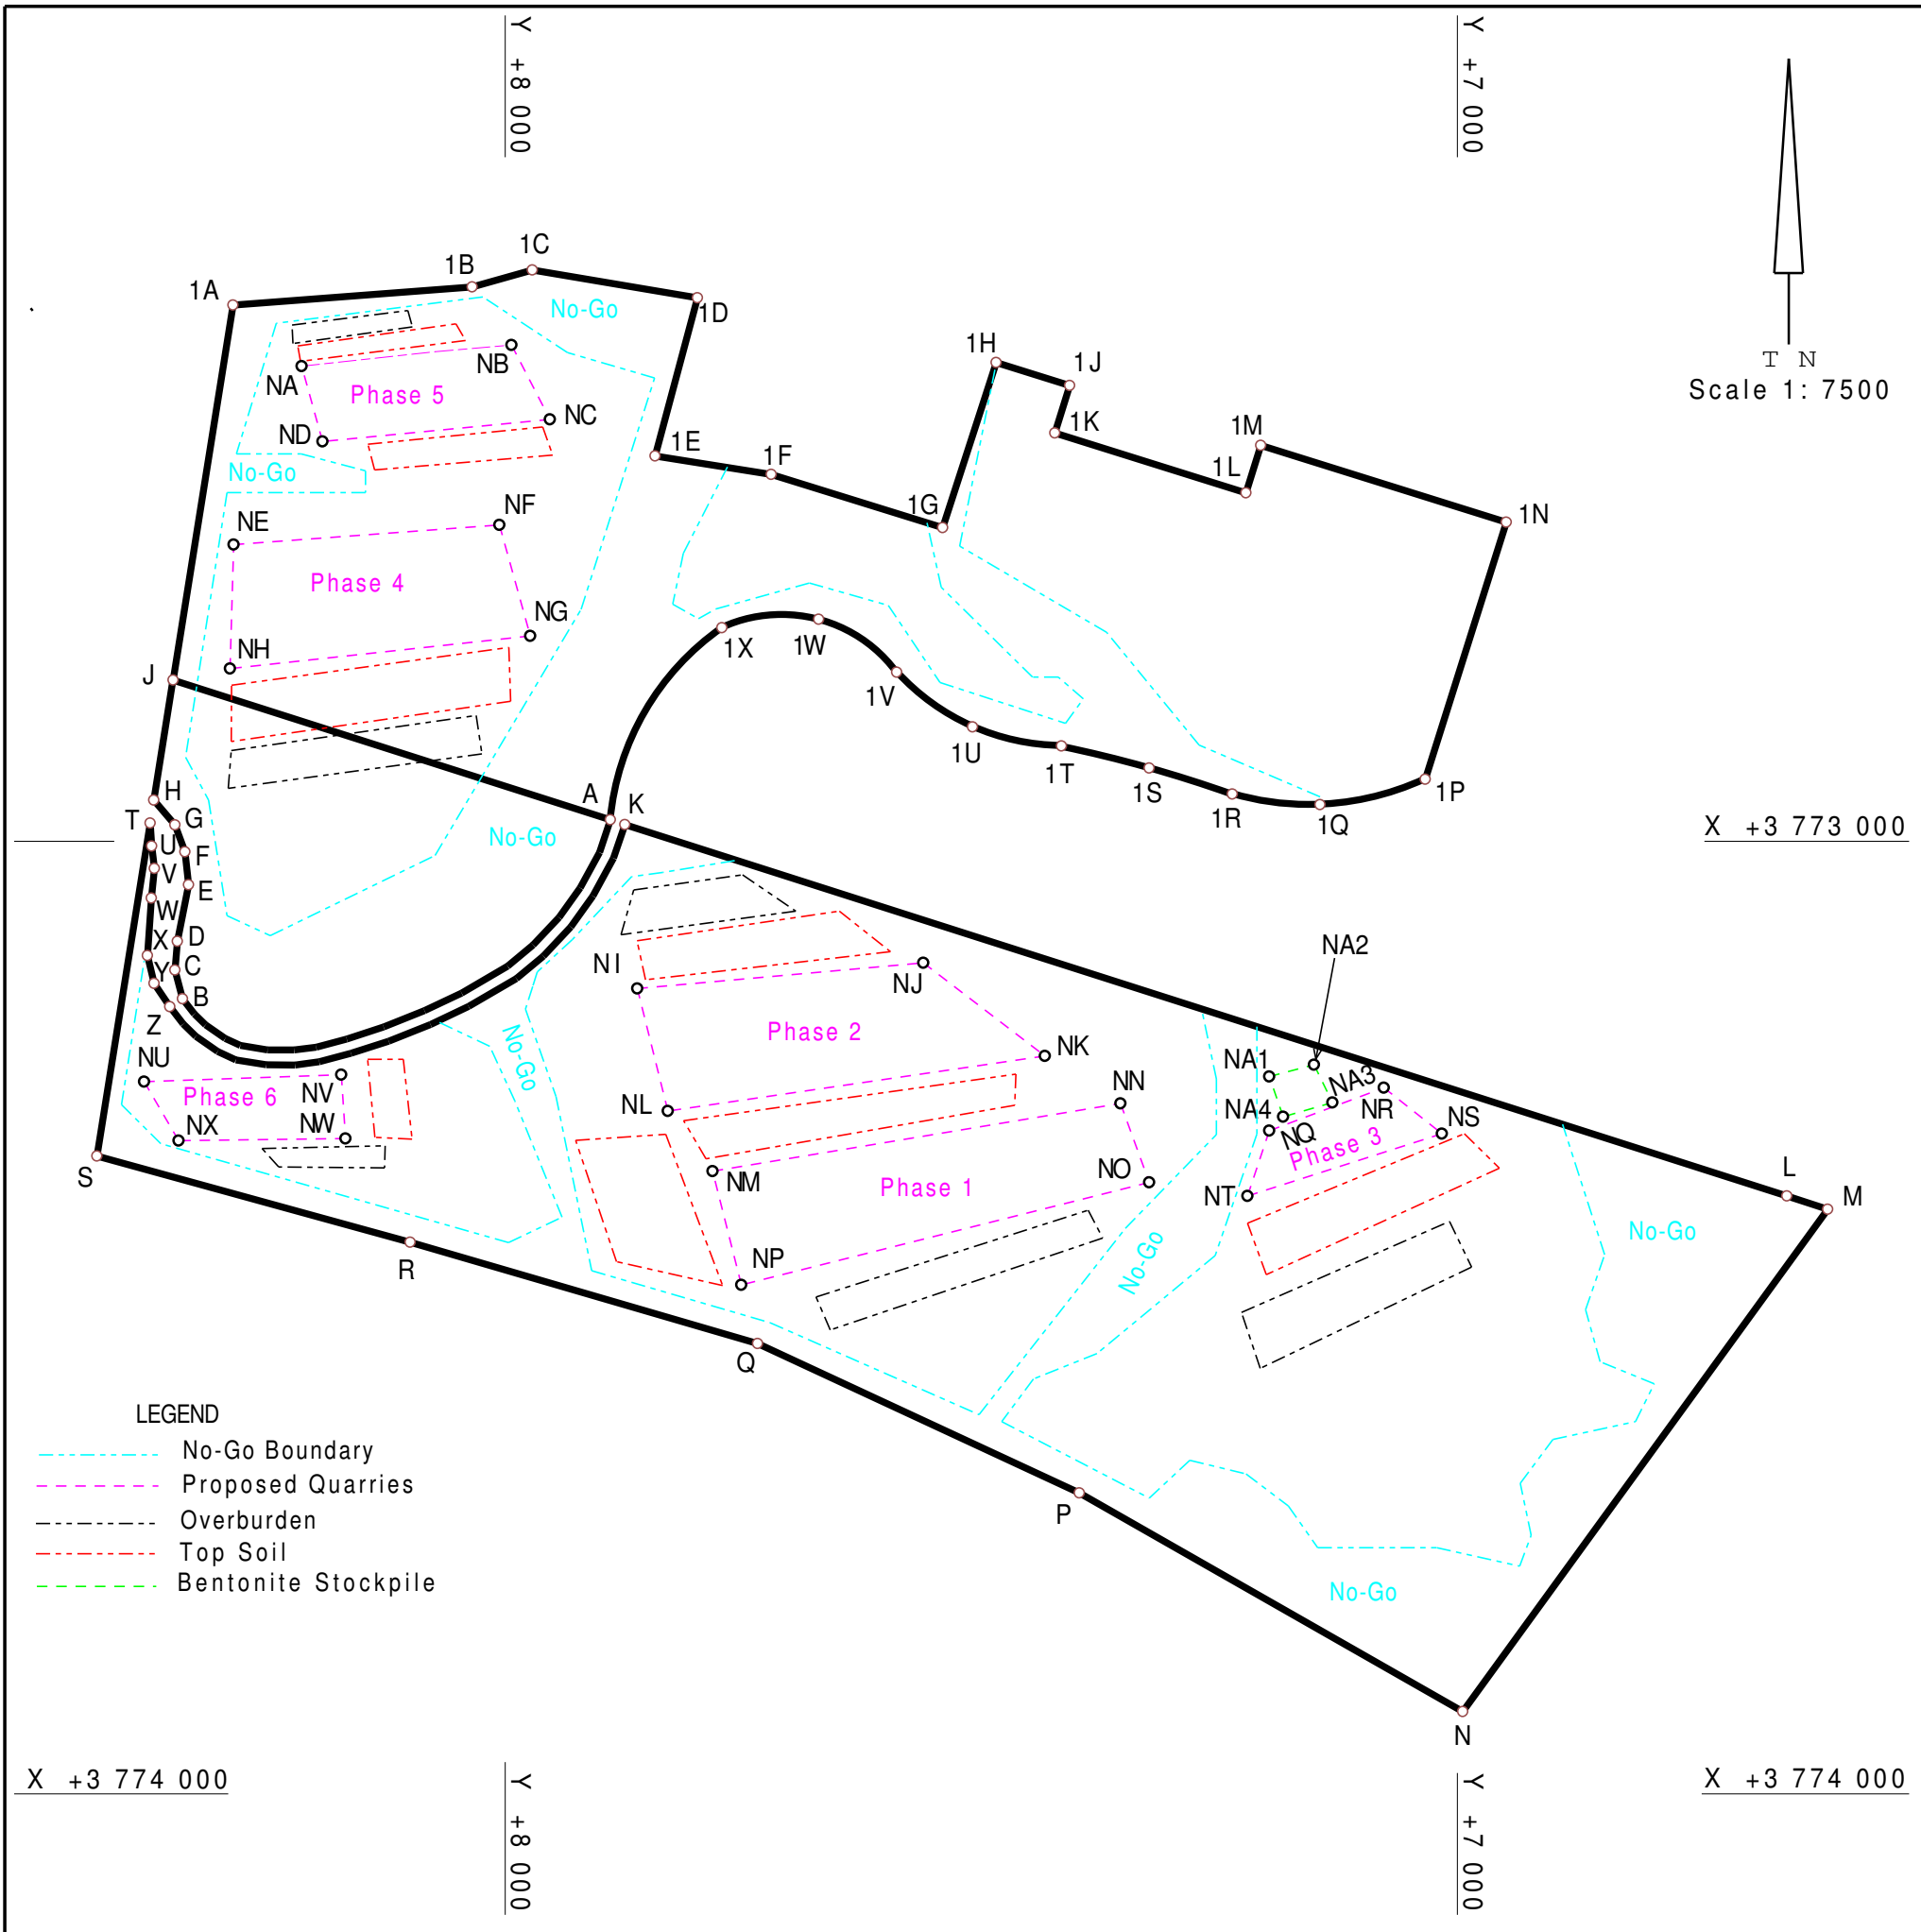 Y +8 000
Y +7 000
T N
Scale 1: 7500
1C
1B
1A
1D
No-Go
1H
1J
NB
NA
Phase 5
NC
ND
1K
1M
1E
1F
1L
No-Go
1G
1N
NE
NF
Phase 4
NG
NH
J
1X
1W
1V
1U
1T
1S
1R
1Q
1P
H
A
K
T
G
No-Go
X +3 773 000
U
F
V
E
W
D
X
C
Y
B
Z
NI
NJ
NA2
Phase 2
No-Go
NK
NU
NV
Phase 6
NX
NW
NL
NN
NA1
NA3
NA4
NR
NQ
NS
Phase 3
S
NM
Phase 1
NO
NT
L
M
No-Go
No-Go
R
NP
Q
P
LEGEND
No-Go Boundary
Proposed Quarries
Overburden
Top Soil
Bentonite Stockpile
No-Go
N
X +3 774 000
Y +8 000
Y +7 000
X +3 774 000